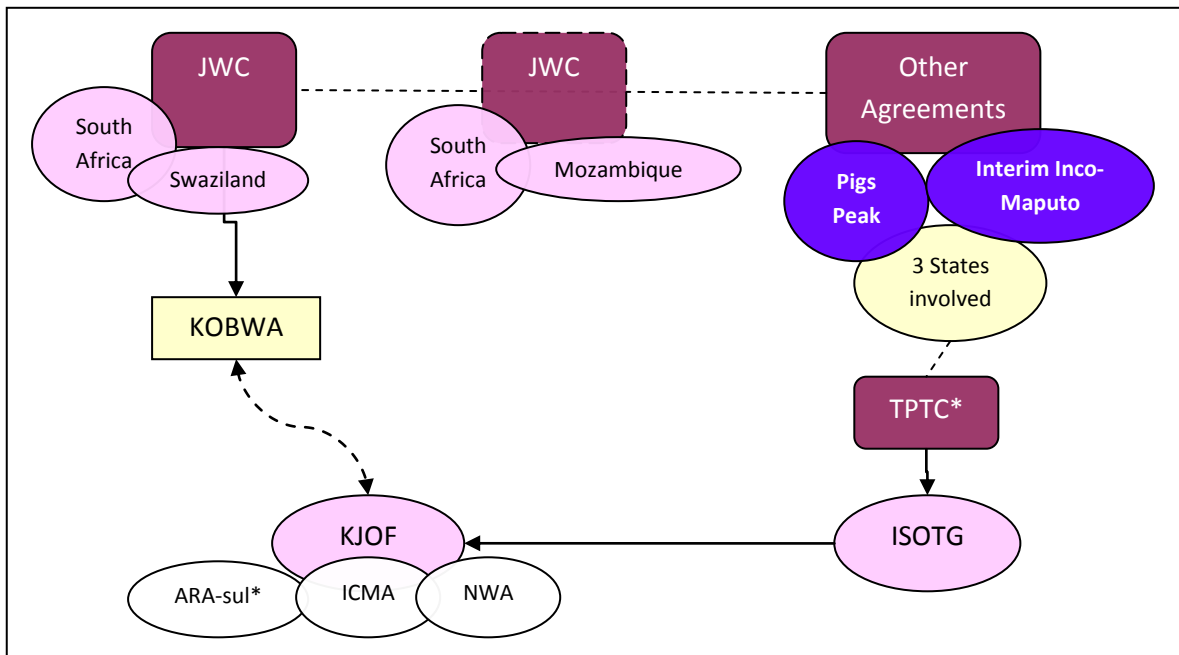 JWC
South
Africa
Swaziland
JWC
South
Africa
Mozambique
Other
Agreements
Pigs
Peak
Interim Inco-
Maputo
3 States
involved
KOBWA
TPTC*
KJOF
ISOTG
ARA-sul*
ICMA
NWA